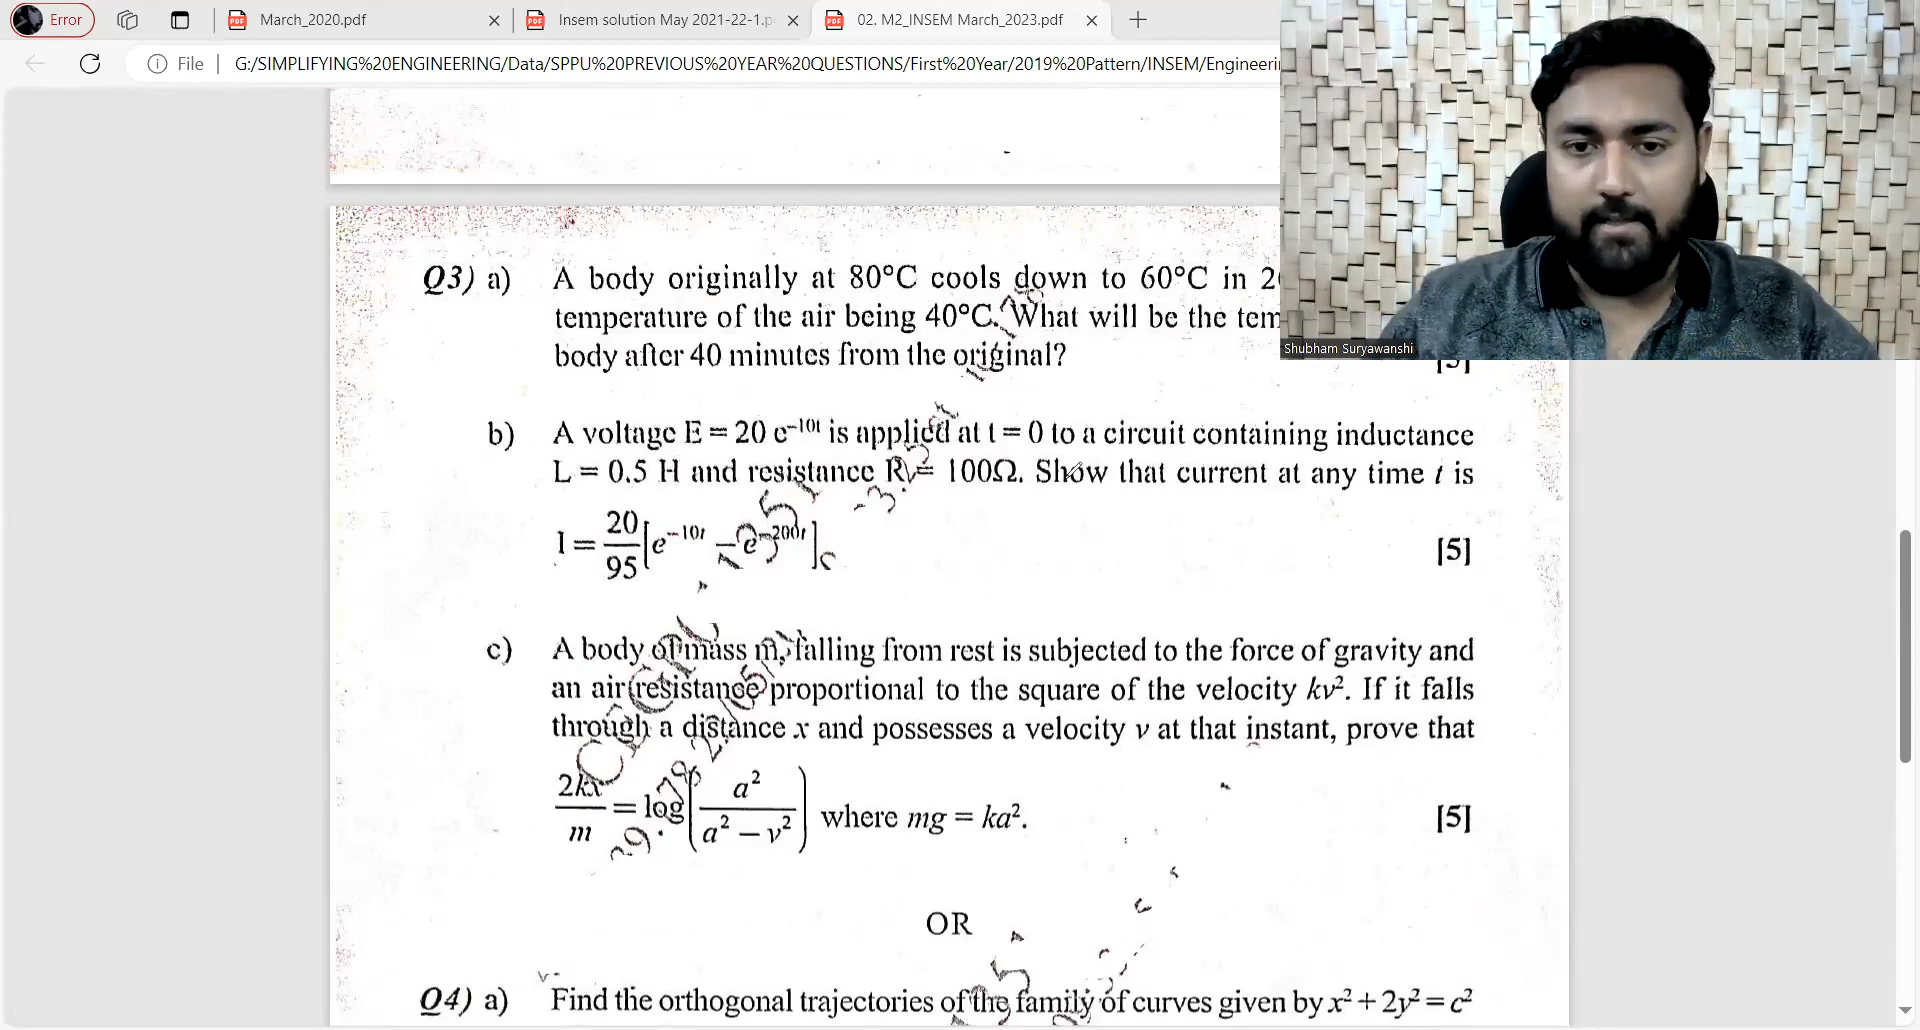 Error
March_2020.pdf
Insem solution May 2021-22-1.p
02. M2_INSEM March_2023.pdf
File
G:/SIMPLIFYING%20ENGINEERING/Data/SPPU%20PREVIOUS%20YEAR%20QUESTIONS/First%20Year/2019%20Pattern/INSEM/Engineerin
Shubham Suryawanshi
Q3) a) A body originally at 80°C cools down to 60°C in 2
temperature of the air being 40°C. What will be the tem
body after 40 minutes from the original?
[5]
b) A voltage E = 20 e⁻¹⁰ᵗ is applied at t = 0 to a circuit containing inductance
L = 0.5 H and resistance R = 100Ω. Show that current at any time t is
I = 20/95 [e⁻¹⁰ᵗ − e⁻²⁰⁰ᵗ] [5]
c) A body of mass m, falling from rest is subjected to the force of gravity and
an air resistance proportional to the square of the velocity kv². If it falls
through a distance x and possesses a velocity v at that instant, prove that
2kx/m = log(a²/(a² − v²)) where mg = ka². [5]
OR
Q4) a) Find the orthogonal trajectories of the family of curves given by x² + 2y² = c²